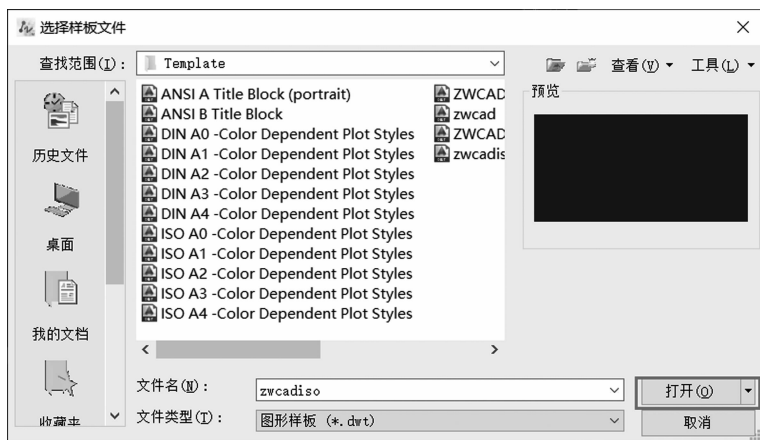 选择样板文件
查找范围(I): Template 查看(V) 工具(L)
历史文件
桌面
我的文档
收藏夹
ANSI A Title Block (portrait)
ANSI B Title Block
DIN A0 -Color Dependent Plot Styles
DIN A1 -Color Dependent Plot Styles
DIN A2 -Color Dependent Plot Styles
DIN A3 -Color Dependent Plot Styles
DIN A4 -Color Dependent Plot Styles
ISO A0 -Color Dependent Plot Styles
ISO A1 -Color Dependent Plot Styles
ISO A2 -Color Dependent Plot Styles
ISO A3 -Color Dependent Plot Styles
ISO A4 -Color Dependent Plot Styles
ZWCAD
zwcad
ZWCAD
zwcadis
预览
文件名(N): zwcadiso 打开(O)
文件类型(T): 图形样板 (*.dwt) 取消